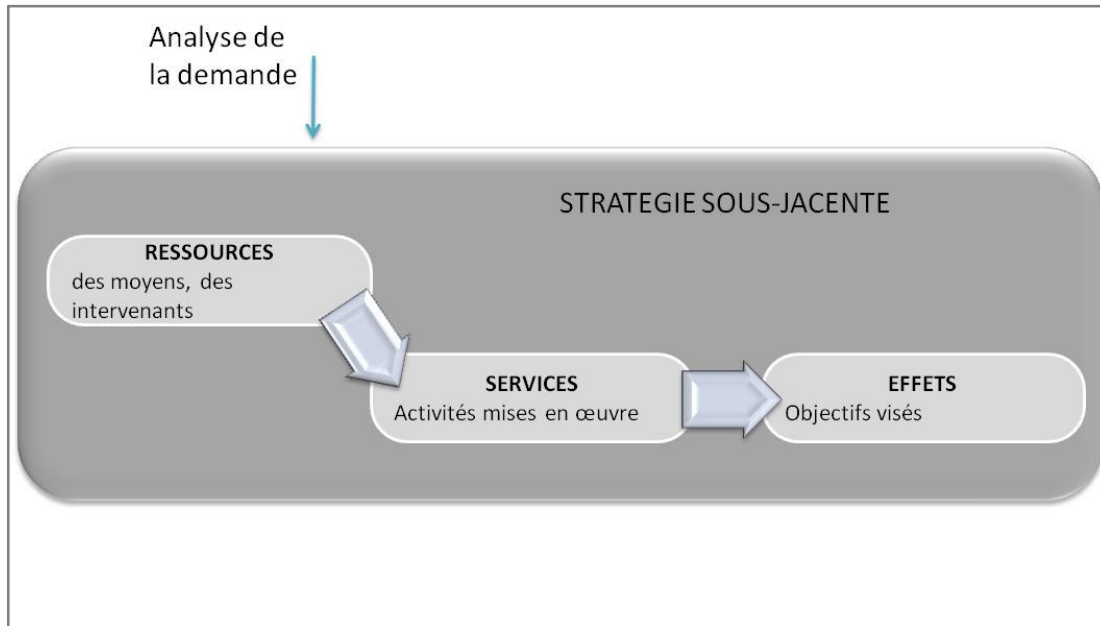 Analyse de
la demande
STRATEGIE SOUS-JACENTE
RESSOURCES
des moyens, des
intervenants
SERVICES
Activités mises en œuvre
EFFETS
Objectifs visés